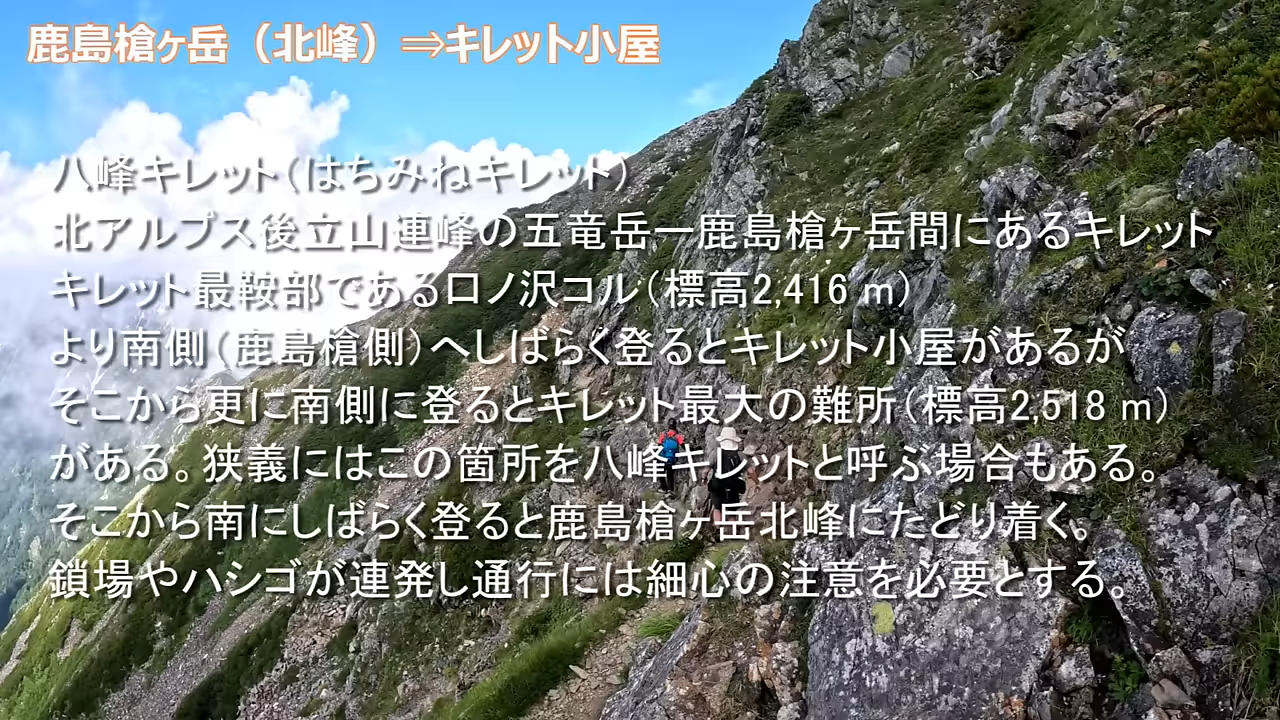 鹿島槍ヶ岳（北峰）⇒キレット小屋
八峰キレット（はちみねキレット）
北アルプス後立山連峰の五竜岳ー鹿島槍ヶ岳間にあるキレット
キレット最鞍部である口ノ沢コル（標高2,416 m）
より南側（鹿島槍側）へしばらく登るとキレット小屋があるが
そこから更に南側に登るとキレット最大の難所（標高2,518 m）
がある。狭義にはこの箇所を八峰キレットと呼ぶ場合もある。
そこから南にしばらく登ると鹿島槍ヶ岳北峰にたどり着く。
鎖場やハシゴが連発し通行には細心の注意を必要とする。